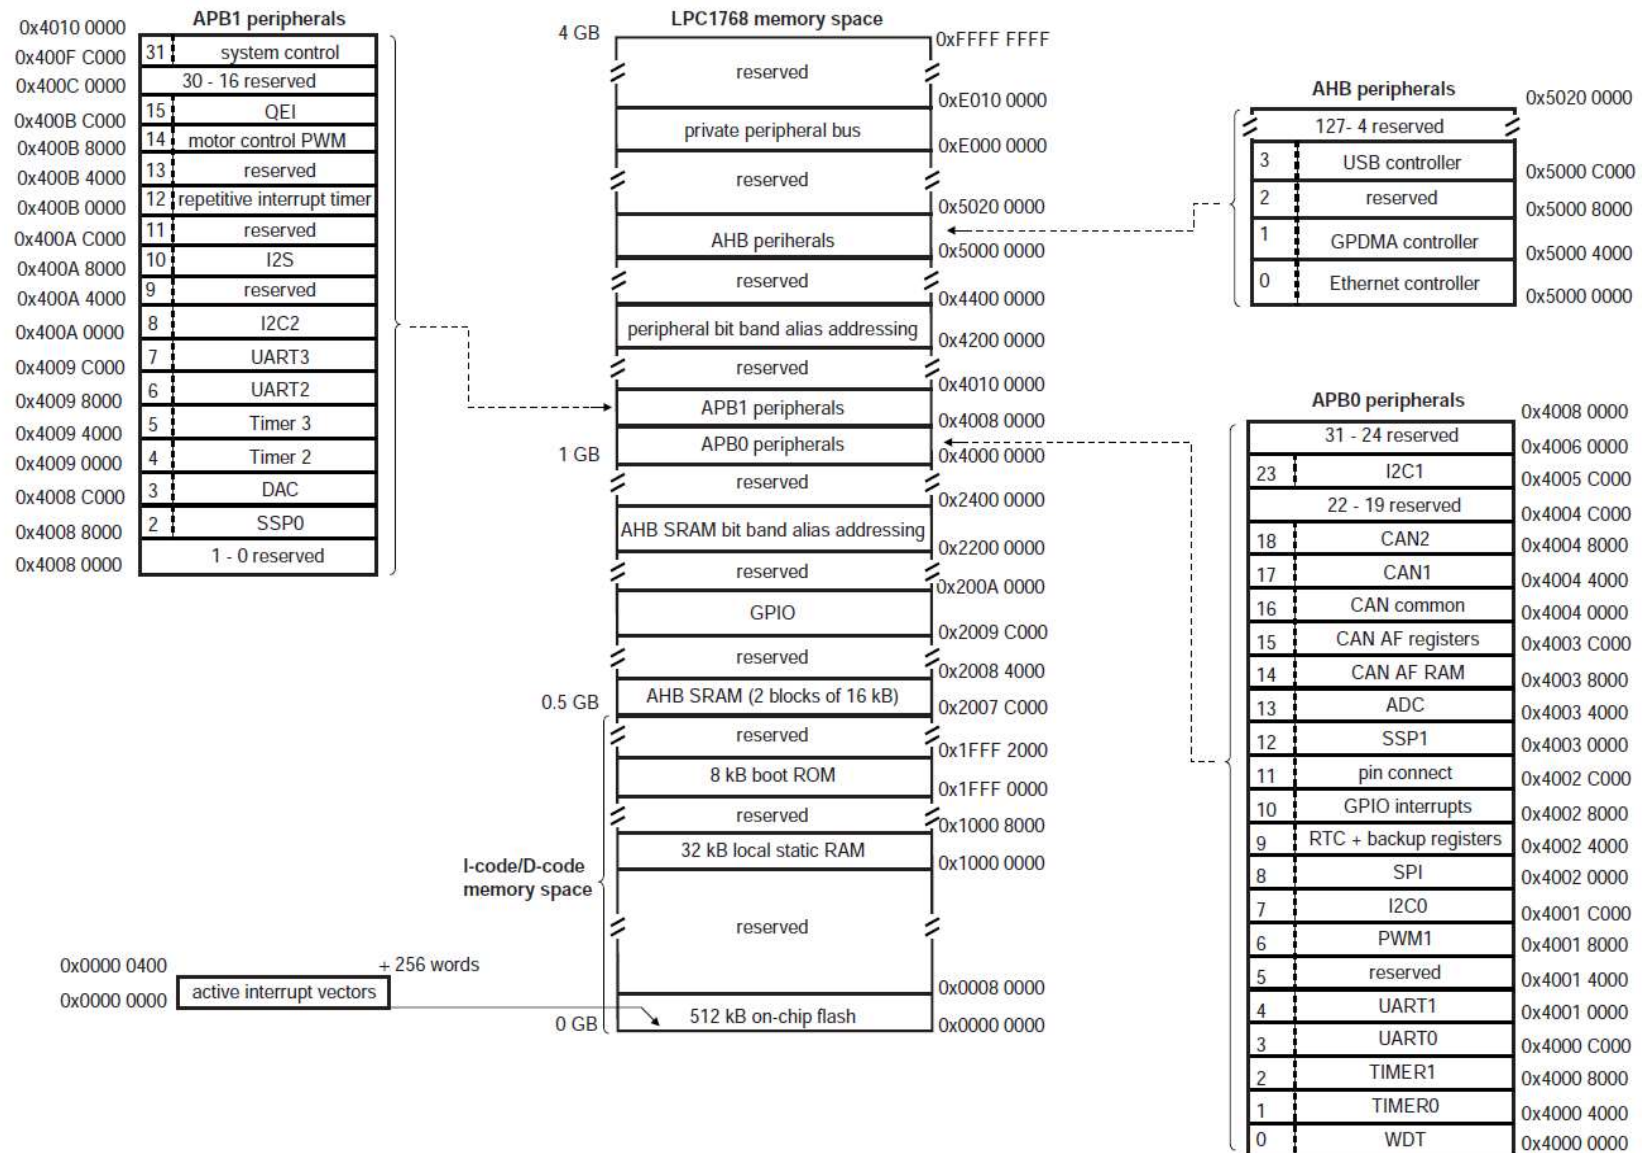 APB1 peripherals
0x4010 0000
31 system control
0x400F C000
30 - 16 reserved
0x400C 0000
15 QEI
0x400B C000
14 motor control PWM
0x400B 8000
13 reserved
0x400B 4000
12 repetitive interrupt timer
0x400B 0000
11 reserved
0x400A C000
10 I2S
0x400A 8000
9 reserved
0x400A 4000
8 I2C2
0x400A 0000
7 UART3
0x4009 C000
6 UART2
0x4009 8000
5 Timer 3
0x4009 4000
4 Timer 2
0x4009 0000
3 DAC
0x4008 C000
2 SSP0
0x4008 8000
1 - 0 reserved
0x4008 0000
LPC1768 memory space
4 GB
0xFFFF FFFF
reserved
0xE010 0000
private peripheral bus
0xE000 0000
reserved
0x5020 0000
AHB periherals
0x5000 0000
reserved
0x4400 0000
peripheral bit band alias addressing
0x4200 0000
reserved
0x4010 0000
APB1 peripherals
0x4008 0000
APB0 peripherals
1 GB
0x4000 0000
reserved
0x2400 0000
AHB SRAM bit band alias addressing
0x2200 0000
reserved
0x200A 0000
GPIO
0x2009 C000
reserved
0x2008 4000
AHB SRAM (2 blocks of 16 kB)
0.5 GB
0x2007 C000
reserved
0x1FFF 2000
8 kB boot ROM
0x1FFF 0000
reserved
0x1000 8000
32 kB local static RAM
0x1000 0000
I-code/D-code
memory space
reserved
0x0008 0000
512 kB on-chip flash
0 GB
0x0000 0000
0x0000 0400
+ 256 words
active interrupt vectors
0x0000 0000
AHB peripherals
0x5020 0000
127- 4 reserved
3 USB controller
0x5000 C000
2 reserved
0x5000 8000
1 GPDMA controller
0x5000 4000
0 Ethernet controller
0x5000 0000
APB0 peripherals
0x4008 0000
31 - 24 reserved
0x4006 0000
23 I2C1
0x4005 C000
22 - 19 reserved
0x4004 C000
18 CAN2
0x4004 8000
17 CAN1
0x4004 4000
16 CAN common
0x4004 0000
15 CAN AF registers
0x4003 C000
14 CAN AF RAM
0x4003 8000
13 ADC
0x4003 4000
12 SSP1
0x4003 0000
11 pin connect
0x4002 C000
10 GPIO interrupts
0x4002 8000
9 RTC + backup registers
0x4002 4000
8 SPI
0x4002 0000
7 I2C0
0x4001 C000
6 PWM1
0x4001 8000
5 reserved
0x4001 4000
4 UART1
0x4001 0000
3 UART0
0x4000 C000
2 TIMER1
0x4000 8000
1 TIMER0
0x4000 4000
0 WDT
0x4000 0000